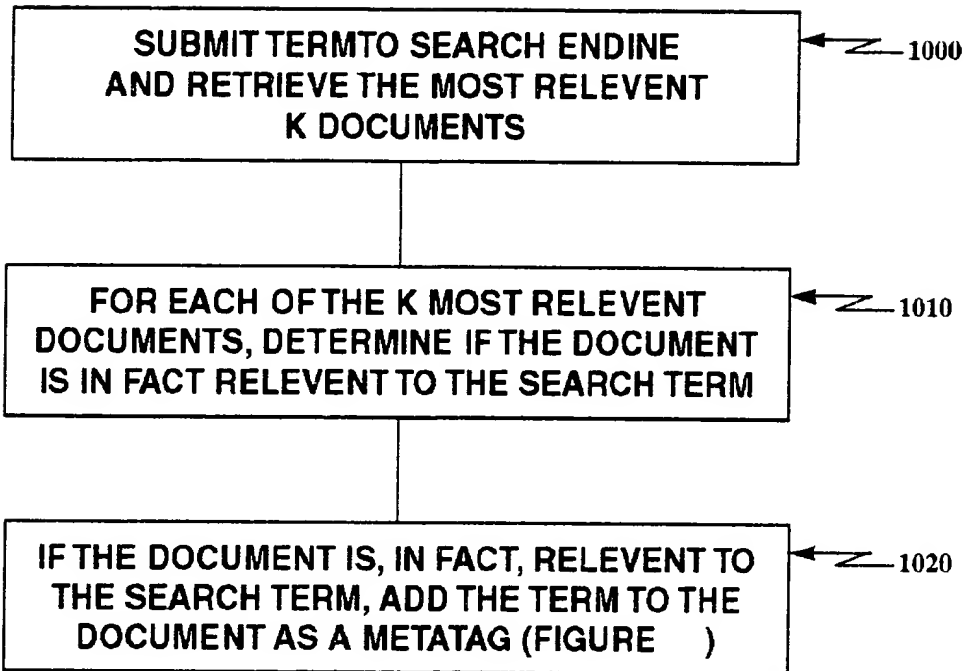 SUBMIT TERMTO SEARCH ENDINE
AND RETRIEVE THE MOST RELEVENT
K DOCUMENTS
1000
FOR EACH OF THE K MOST RELEVENT
DOCUMENTS, DETERMINE IF THE DOCUMENT
IS IN FACT RELEVENT TO THE SEARCH TERM
1010
IF THE DOCUMENT IS, IN FACT, RELEVENT TO
THE SEARCH TERM, ADD THE TERM TO THE
DOCUMENT AS A METATAG (FIGURE )
1020